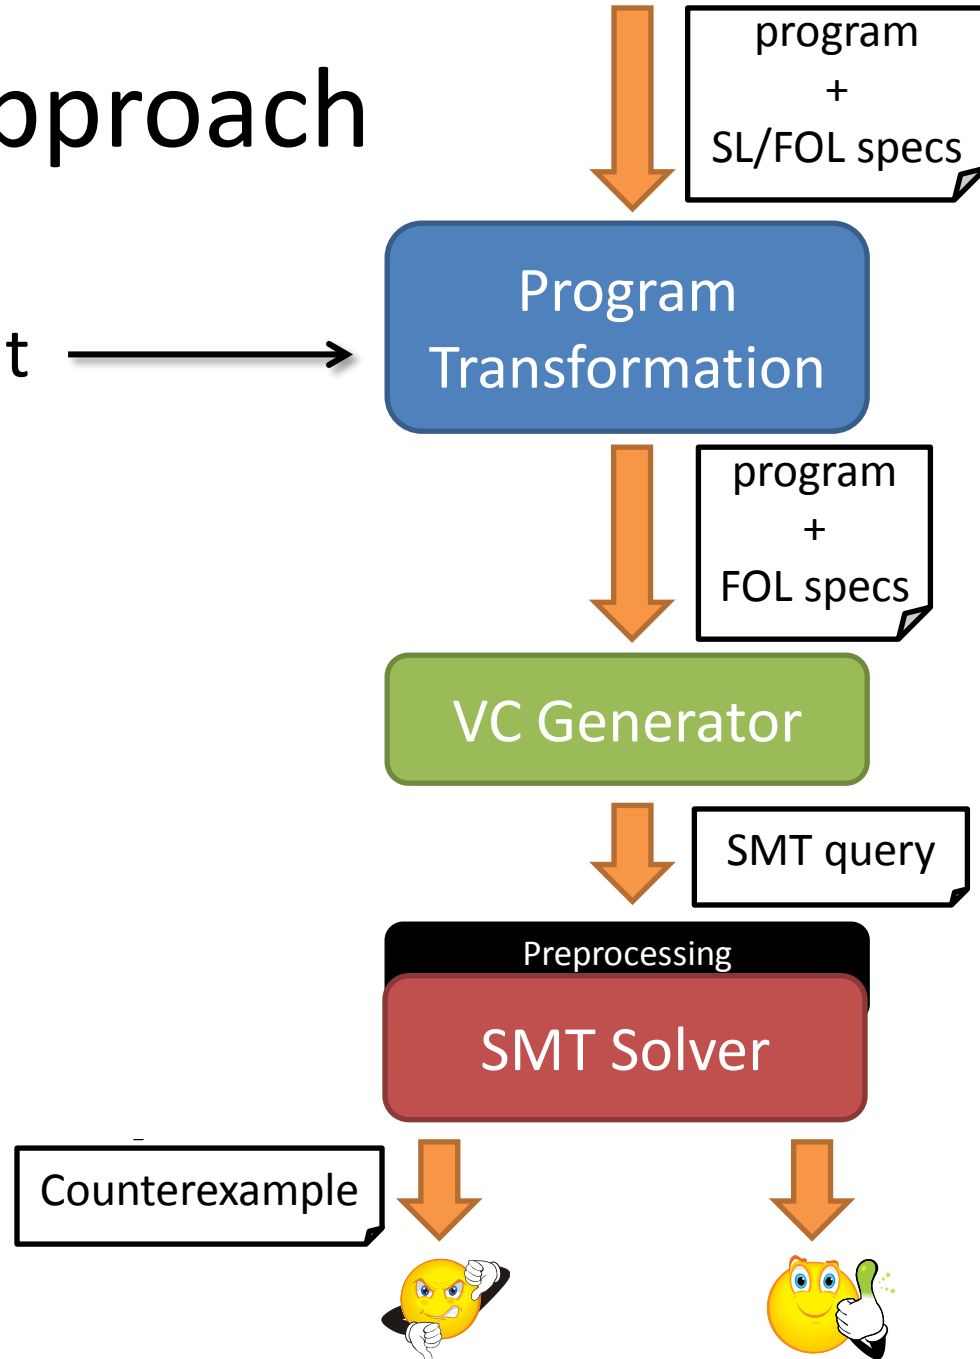 program
+
SL/FOL specs
pproach
Program
Transformation
t
program
+
FOL specs
VC Generator
SMT query
Preprocessing
SMT Solver
Counterexample